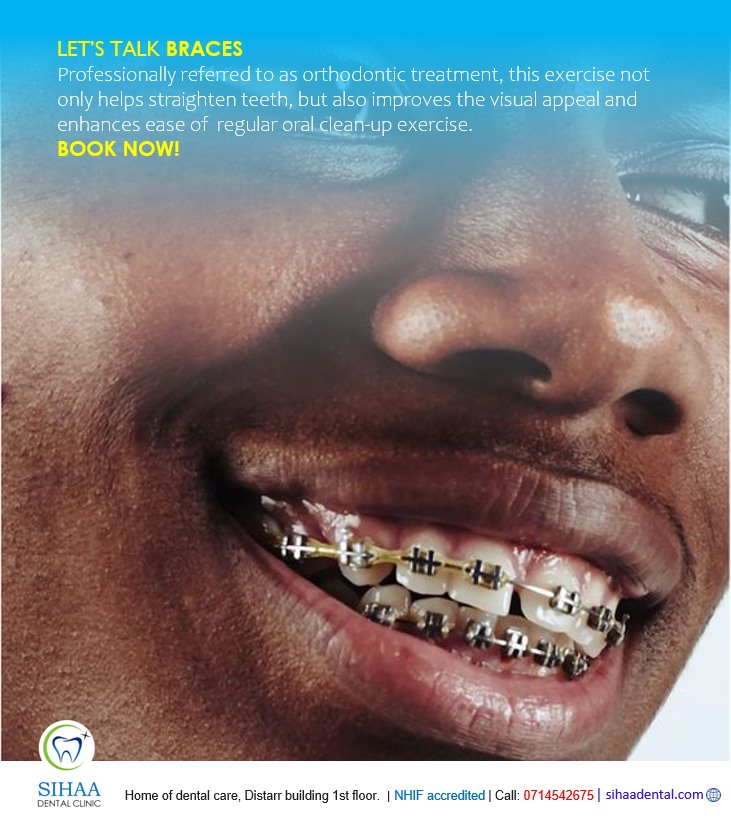 LET'S TALK BRACES
Professionally referred to as orthodontic treatment, this exercise not
only helps straighten teeth, but also improves the visual appeal and
enhances ease of regular oral clean-up exercise.
BOOK NOW!
SIHAA
DENTAL CLINIC
Home of dental care, Distarr building 1st floor. | NHIF accredited | Call: 0714542675 | sihaadental.com